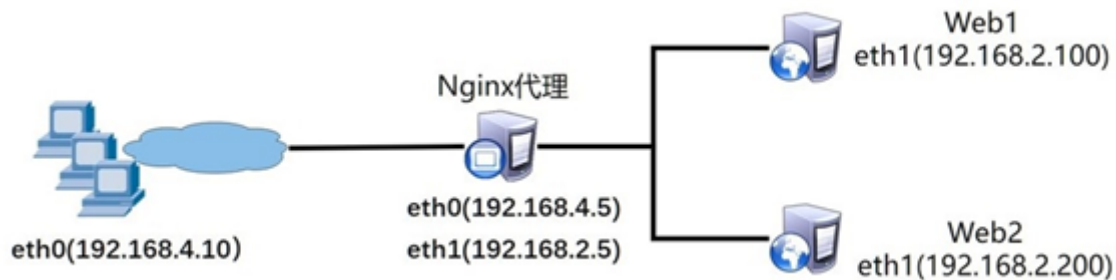 Web1
eth1(192.168.2.100)
Nginx代理
eth0(192.168.4.5)
eth1(192.168.2.5)
eth0(192.168.4.10)
Web2
eth1(192.168.2.200)